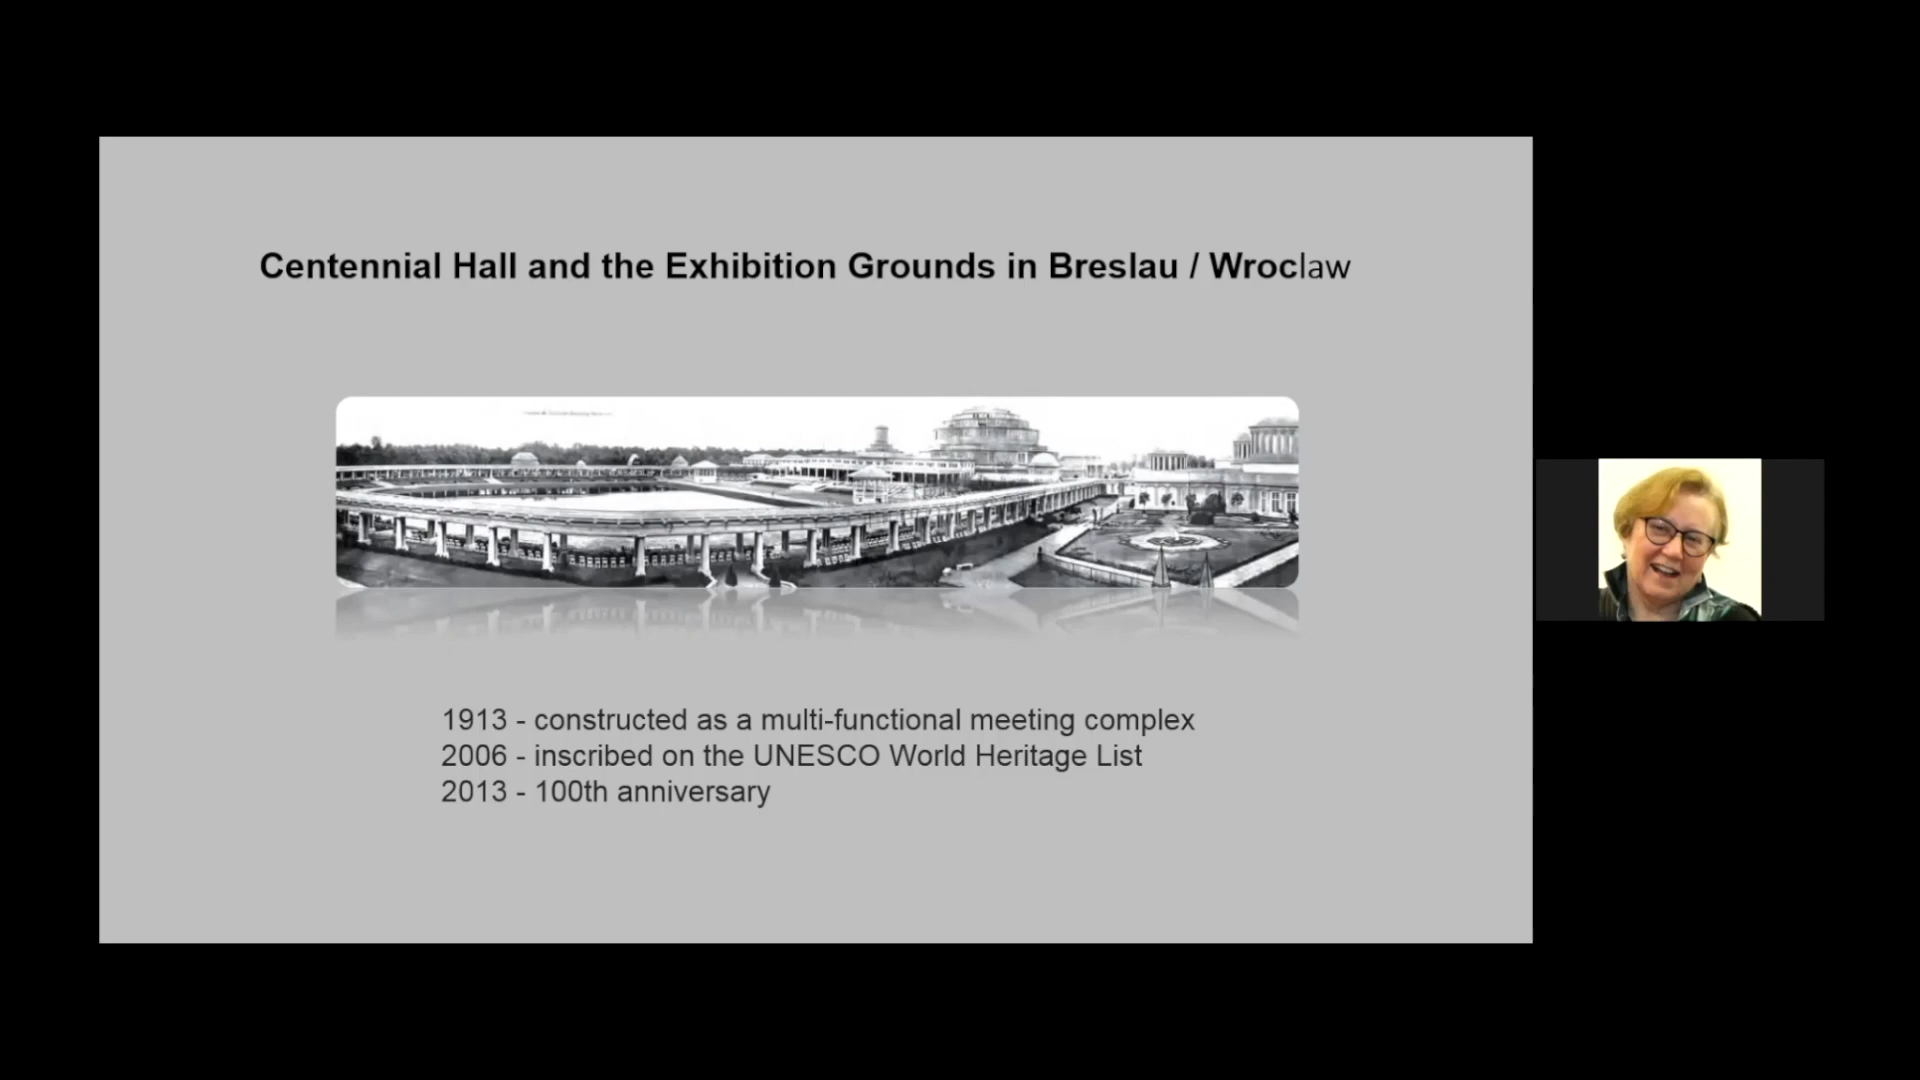 Centennial Hall and the Exhibition Grounds in Breslau / Wroclaw
1913 - constructed as a multi-functional meeting complex
2006 - inscribed on the UNESCO World Heritage List
2013 - 100th anniversary